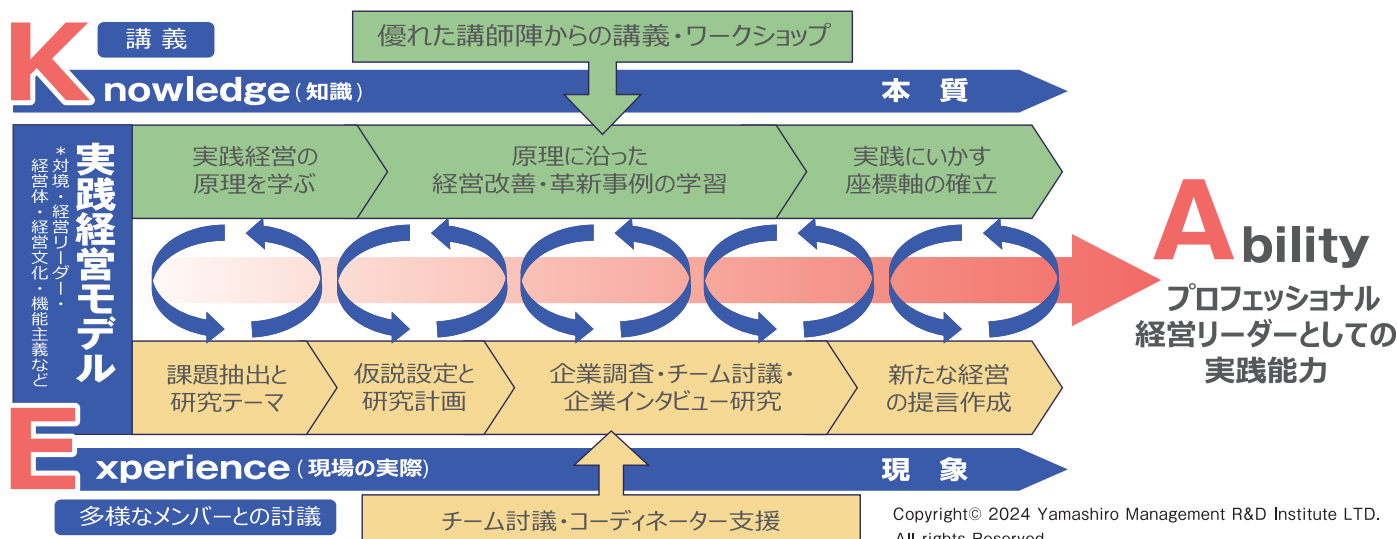 講 義
優れた講師陣からの講義・ワークショップ
Knowledge(知識)
本 質
実践経営モデル
*対境・経営リーダー・
経営体・経営文化・機能主義など
実践経営の
原理を学ぶ
原理に沿った
経営改善・革新事例の学習
実践にいかす
座標軸の確立
Ability
プロフェッショナル
経営リーダーとしての
実践能力
課題抽出と
研究テーマ
仮説設定と
研究計画
企業調査・チーム討議・
企業インタビュー研究
新たな経営
の提言作成
Experience(現場の実際)
現 象
多様なメンバーとの討議
チーム討議・コーディネーター支援
Copyright© 2024 Yamashiro Management R&D Institute LTD.
All rights Reserved